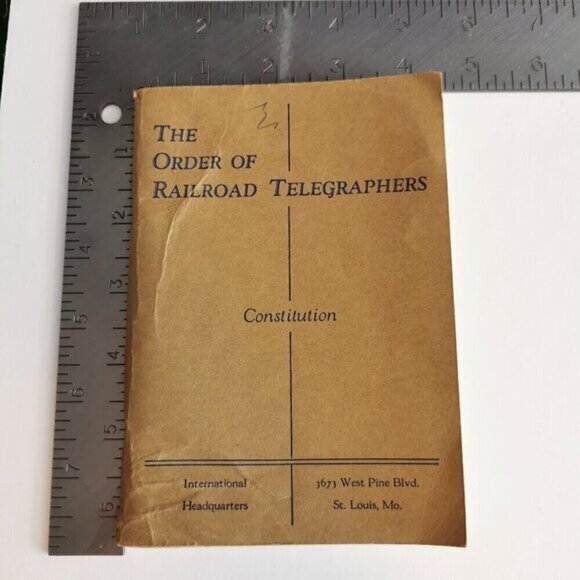 The
Order of
Railroad Telegraphers
Constitution
International
Headquarters
3673 West Pine Blvd.
St. Louis, Mo.